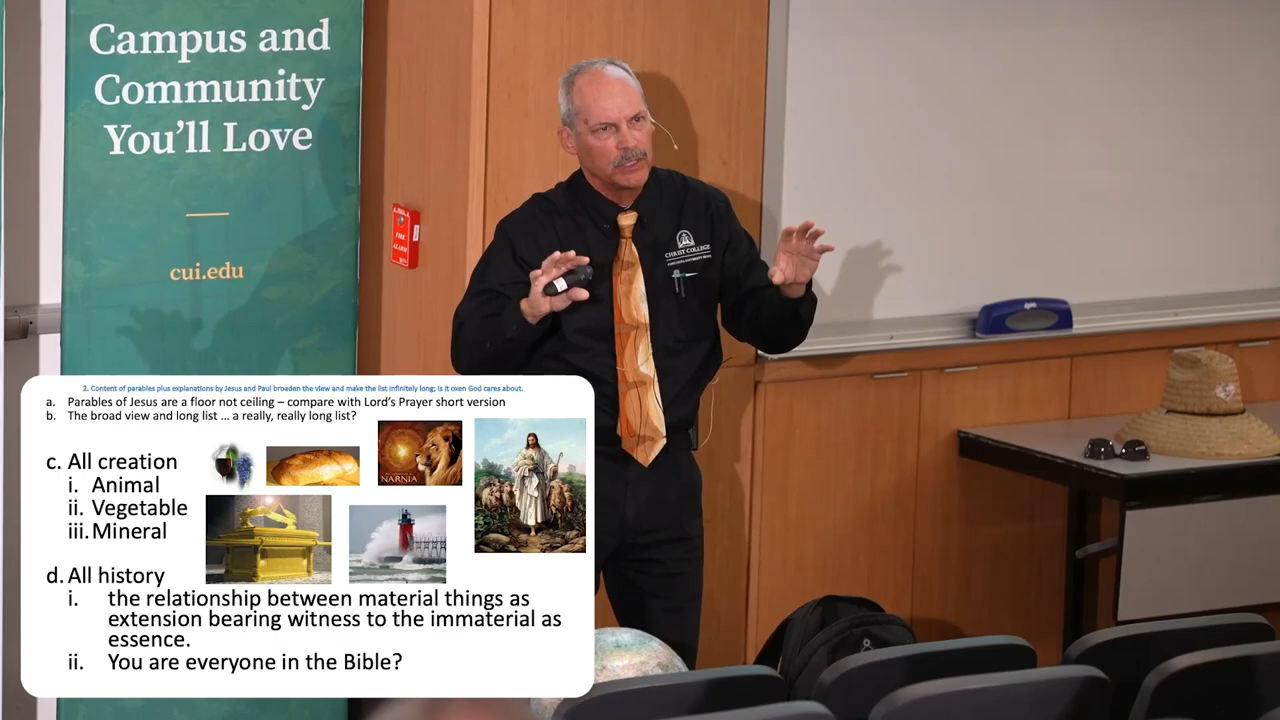 Campus and
Community
You'll Love
cui.edu
FIRE
ALARM
CHRIST COLLEGE
expo
2. Content of parables plus explanations by Jesus and Paul broaden the view and make the list infinitely long; is it oxen God cares about.
a. Parables of Jesus are a floor not ceiling – compare with Lord's Prayer short version
b. The broad view and long list ... a really, really long list?
c. All creation
i. Animal
ii. Vegetable
iii. Mineral
NARNIA
d. All history
i. the relationship between material things as
extension bearing witness to the immaterial as
essence.
ii. You are everyone in the Bible?